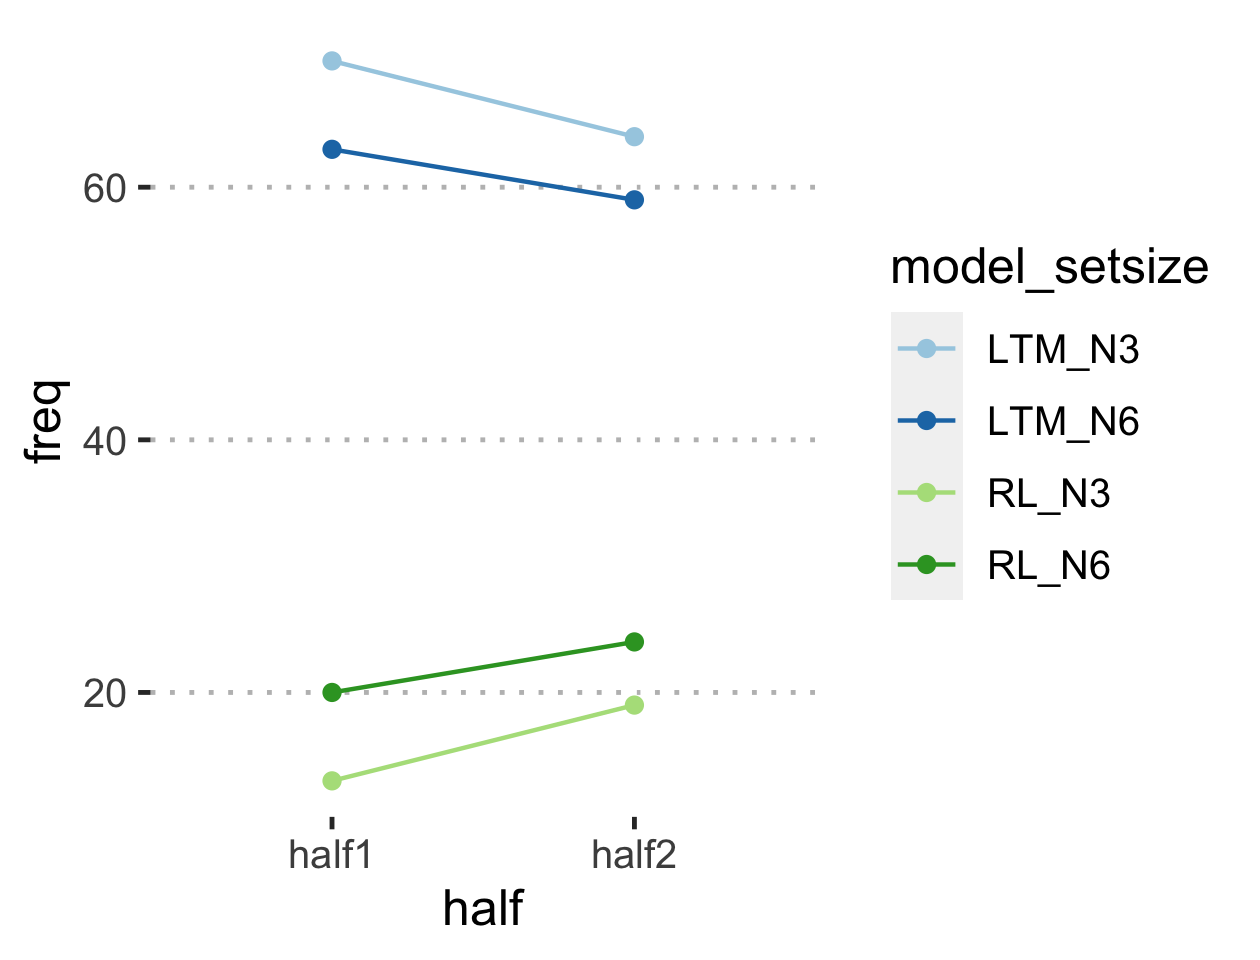 freq
60
40
20
half1 half2
half
model_setsize
LTM_N3
LTM_N6
RL_N3
RL_N6